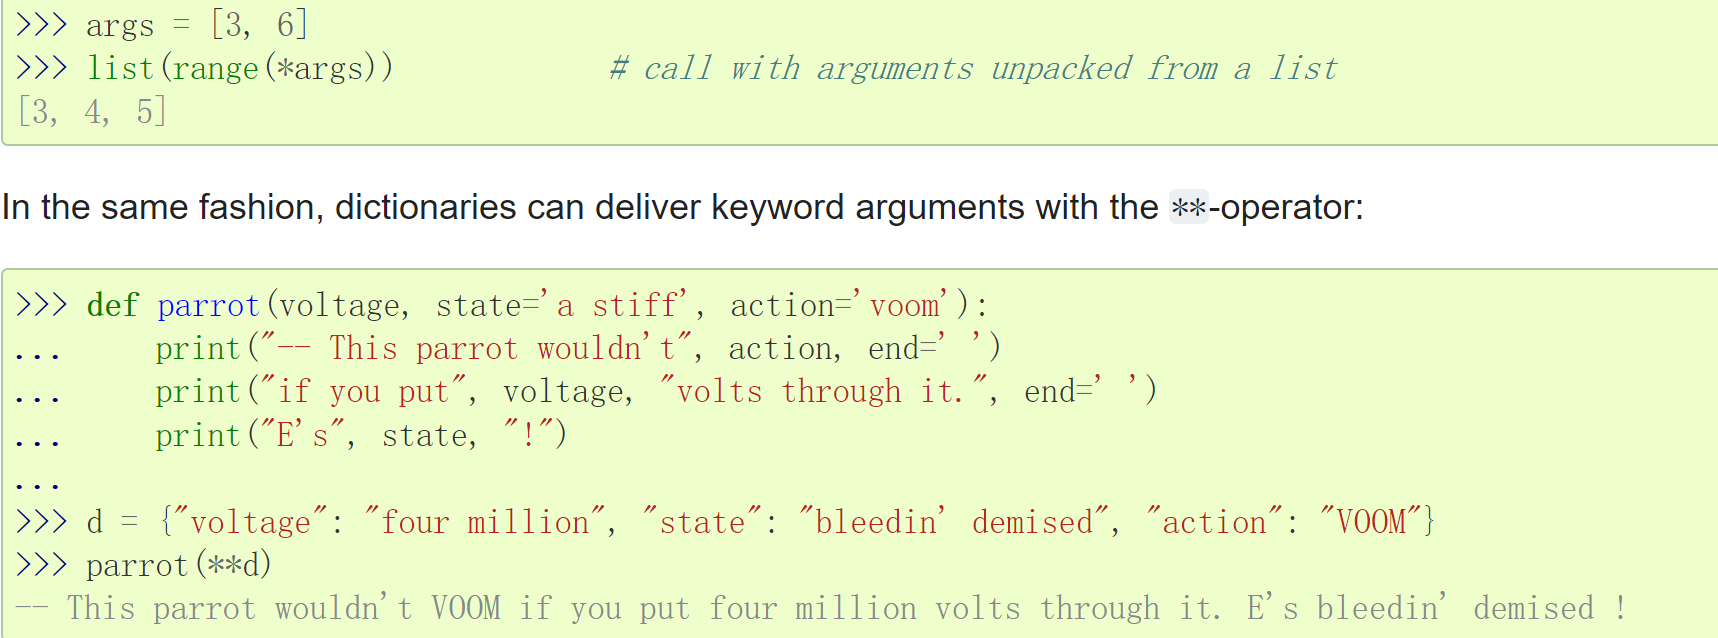 >>> args = [3, 6]
>>> list(range(*args))            # call with arguments unpacked from a list
[3, 4, 5]
In the same fashion, dictionaries can deliver keyword arguments with the **-operator:
>>> def parrot(voltage, state='a stiff', action='voom'):
...     print("-- This parrot wouldn't", action, end=' ')
...     print("if you put", voltage, "volts through it.", end=' ')
...     print("E's", state, "!")
...
>>> d = {"voltage": "four million", "state": "bleedin' demised", "action": "VOOM"}
>>> parrot(**d)
-- This parrot wouldn't VOOM if you put four million volts through it. E's bleedin' demised !